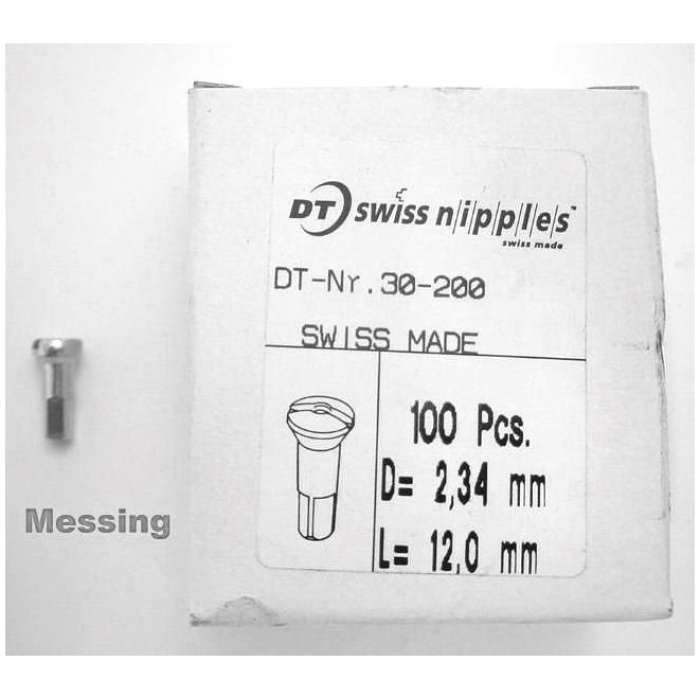 DT swiss n/i/p/p/l/e/s™
swiss made
DT-Nr.30-200
SWISS MADE
100 Pcs.
D= 2,34 mm
L= 12,0 mm
Messing